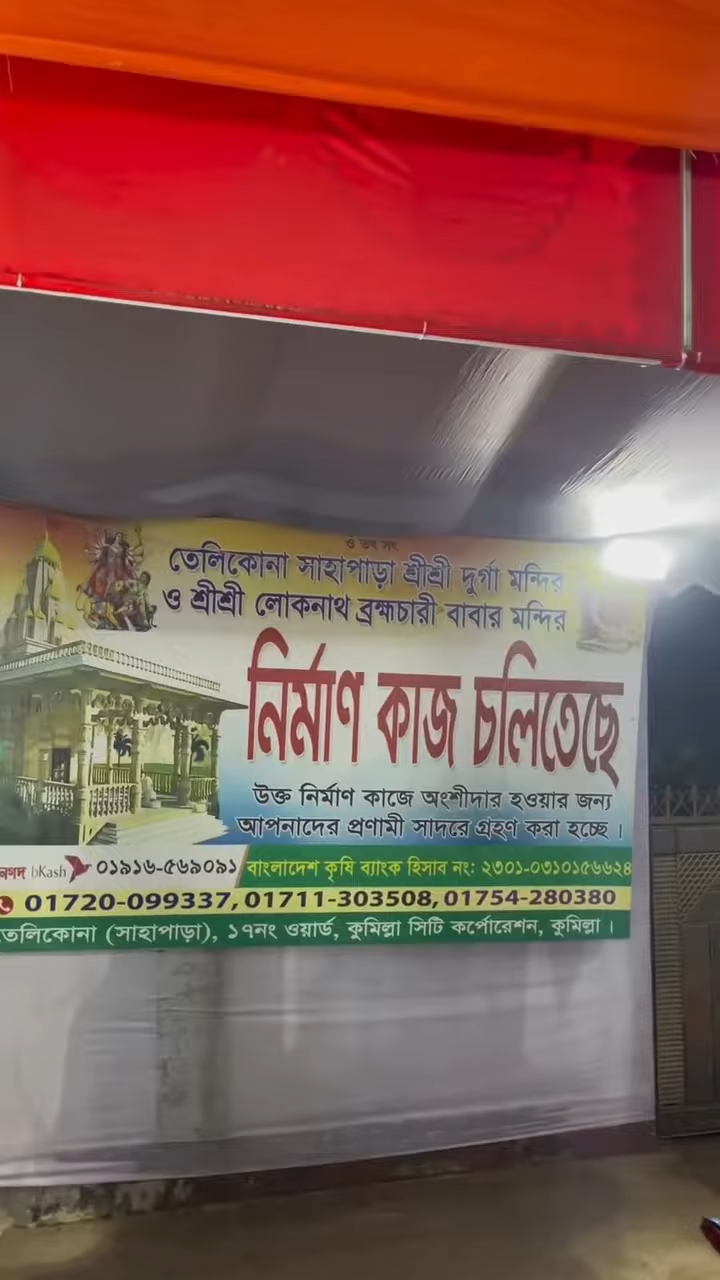 ওঁ তৎ সৎ
তেলিকোনা সাহাপাড়া শ্রীশ্রী দুর্গা মন্দির
ও শ্রীশ্রী লোকনাথ ব্রহ্মচারী বাবার মন্দির
নির্মাণ কাজ চলিতেছে
উক্ত নির্মাণ কাজে অংশীদার হওয়ার জন্য
আপনাদের প্রণামী সাদরে গ্রহণ করা হচ্ছে ।
নগদ bKash ০১৯১৬-৫৬৯০৯১ বাংলাদেশ কৃষি ব্যাংক হিসাব নং: ২৩০১-০৩১০১৫৬৬২৪
01720-099337, 01711-303508, 01754-280380
তেলিকোনা (সাহাপাড়া), ১৭নং ওয়ার্ড, কুমিল্লা সিটি কর্পোরেশন, কুমিল্লা ।